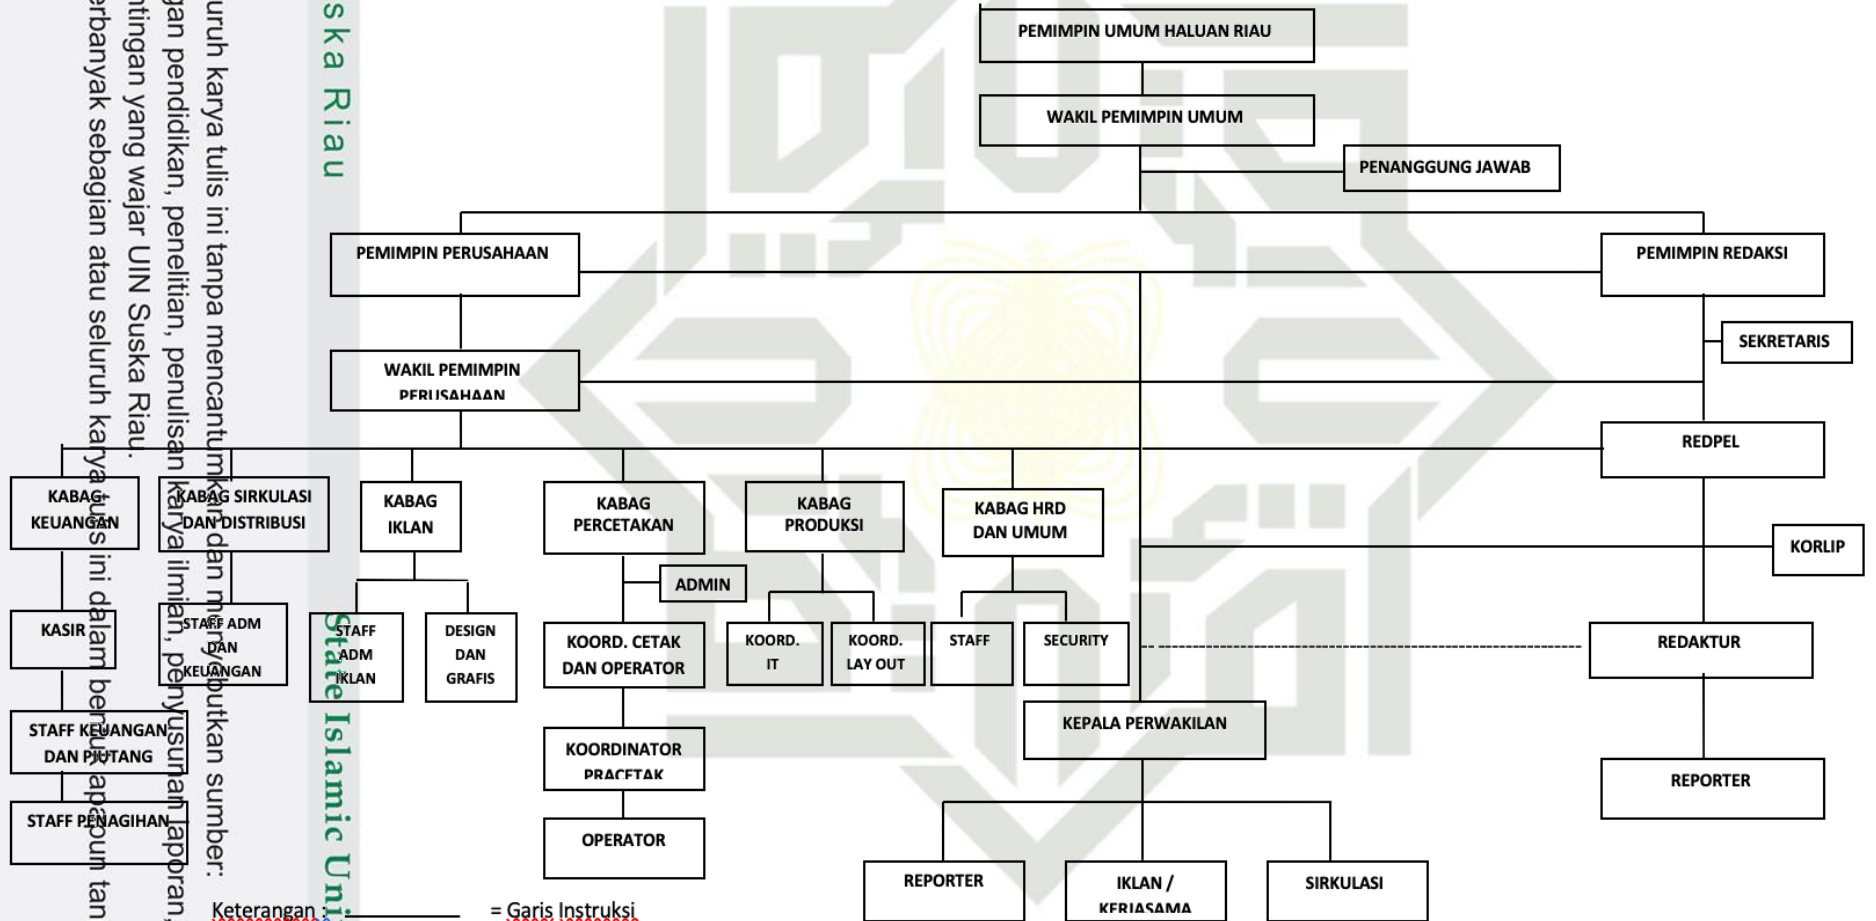 PEMIMPIN UMUM HALUAN RIAU
WAKIL PEMIMPIN UMUM
PENANGGUNG JAWAB
PEMIMPIN PERUSAHAAN
PEMIMPIN REDAKSI
SEKRETARIS
WAKIL PEMIMPIN
PERUSAHAAN
REDPEL
KABAG
KEUANGAN
KABAG SIRKULASI
DAN DISTRIBUSI
KABAG
IKLAN
KABAG
PERCETAKAN
KABAG
PRODUKSI
KABAG HRD
DAN UMUM
KORLIP
ADMIN
KASIR
STAFF ADM
DAN
KEUANGAN
STAFF
ADM
IKLAN
DESIGN
DAN
GRAFIS
KOORD. CETAK
DAN OPERATOR
KOORD.
IT
KOORD.
LAY OUT
STAFF
SECURITY
REDAKTUR
STAFF KEUANGAN
DAN PIUTANG
KOORDINATOR
PRACETAK
KEPALA PERWAKILAN
REPORTER
STAFF PENAGIHAN
OPERATOR
REPORTER
IKLAN /
KERJASAMA
SIRKULASI
Keterangan : = Garis Instruksi
ska Riau
State Islamic Uni
uruh karya tulis ini tanpa mencantumkan dan menyebutkan sumber:
gan pendidikan, penelitian, penulisan karya ilmiah, penyusunan laporan,
ntingan yang wajar UIN Suska Riau.
erbanyak sebagian atau seluruh karya tulis ini dalam bentuk apapun tan